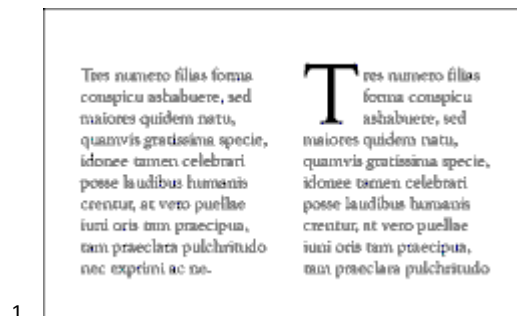 Tres numero filias forma
conspicu ashabuere, sed
maiores quidem natu,
quamvis gratissima specie,
idonee tamen celebrari
posse laudibus humanis
crentur, at vero puellae
iuni oris tam praecipua,
tam praeclara pulchritudo
nec exprimi ac ne-
Tres numero filias
forma conspicu
ashabuere, sed
maiores quidem natu,
quamvis gratissima specie,
idonee tamen celebrari
posse laudibus humanis
crentur, at vero puellae
iuni oris tam praecipua,
tam praeclara pulchritudo
1